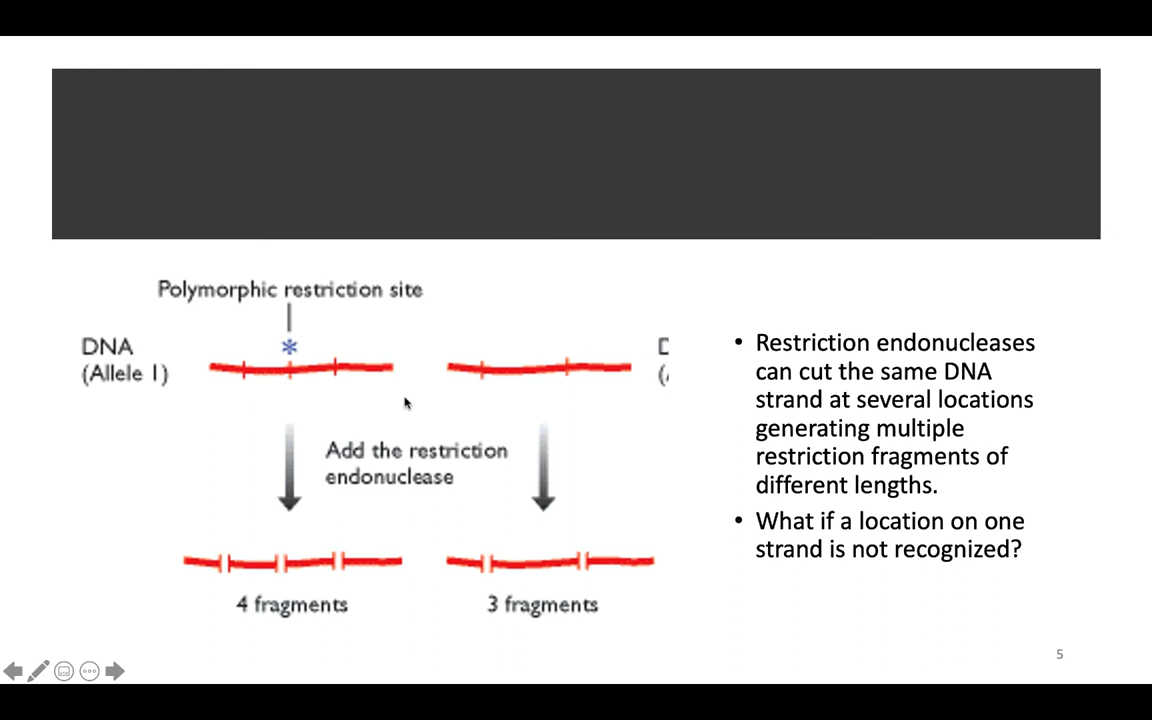 Polymorphic restriction site
*
DNA
(Allele 1)
Add the restriction
endonuclease
4 fragments
3 fragments
• Restriction endonucleases
can cut the same DNA
strand at several locations
generating multiple
restriction fragments of
different lengths.
• What if a location on one
strand is not recognized?
5